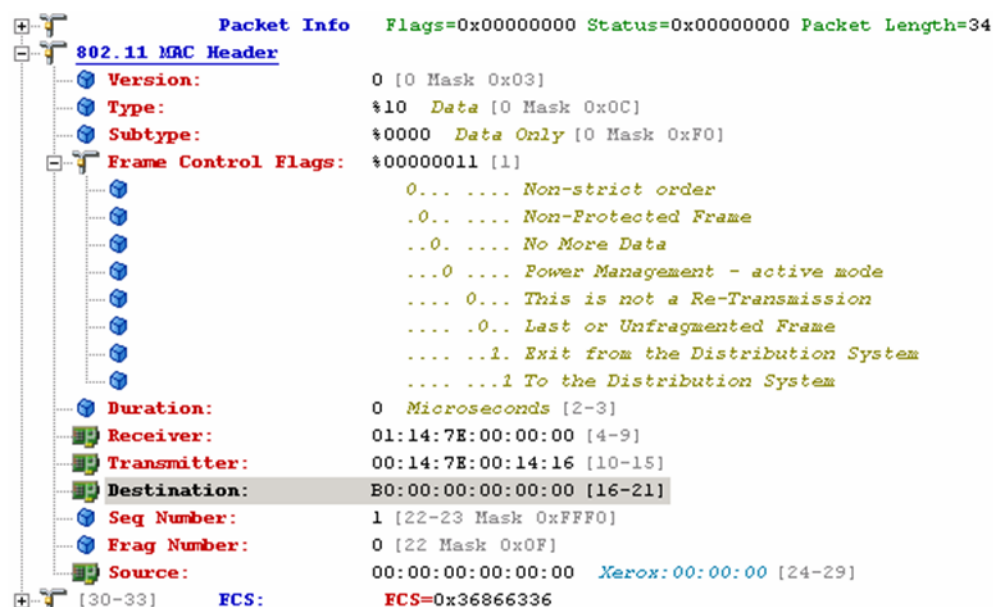 Packet Info Flags=0x00000000 Status=0x00000000 Packet Length=34
802.11 MAC Header
Version: 0 [0 Mask 0x03]
Type: %10 Data [0 Mask 0x0C]
Subtype: %0000 Data Only [0 Mask 0xF0]
Frame Control Flags: %00000011 [1]
0... .... Non-strict order
.0.. .... Non-Protected Frame
..0. .... No More Data
...0 .... Power Management - active mode
.... 0... This is not a Re-Transmission
.... .0.. Last or Unfragmented Frame
.... ..1. Exit from the Distribution System
.... ...1 To the Distribution System
Duration: 0 Microseconds [2-3]
Receiver: 01:14:7E:00:00:00 [4-9]
Transmitter: 00:14:7E:00:14:16 [10-15]
Destination: B0:00:00:00:00:00 [16-21]
Seq Number: 1 [22-23 Mask 0xFFF0]
Frag Number: 0 [22 Mask 0x0F]
Source: 00:00:00:00:00:00 Xerox:00:00:00 [24-29]
[30-33] FCS: FCS=0x36866336